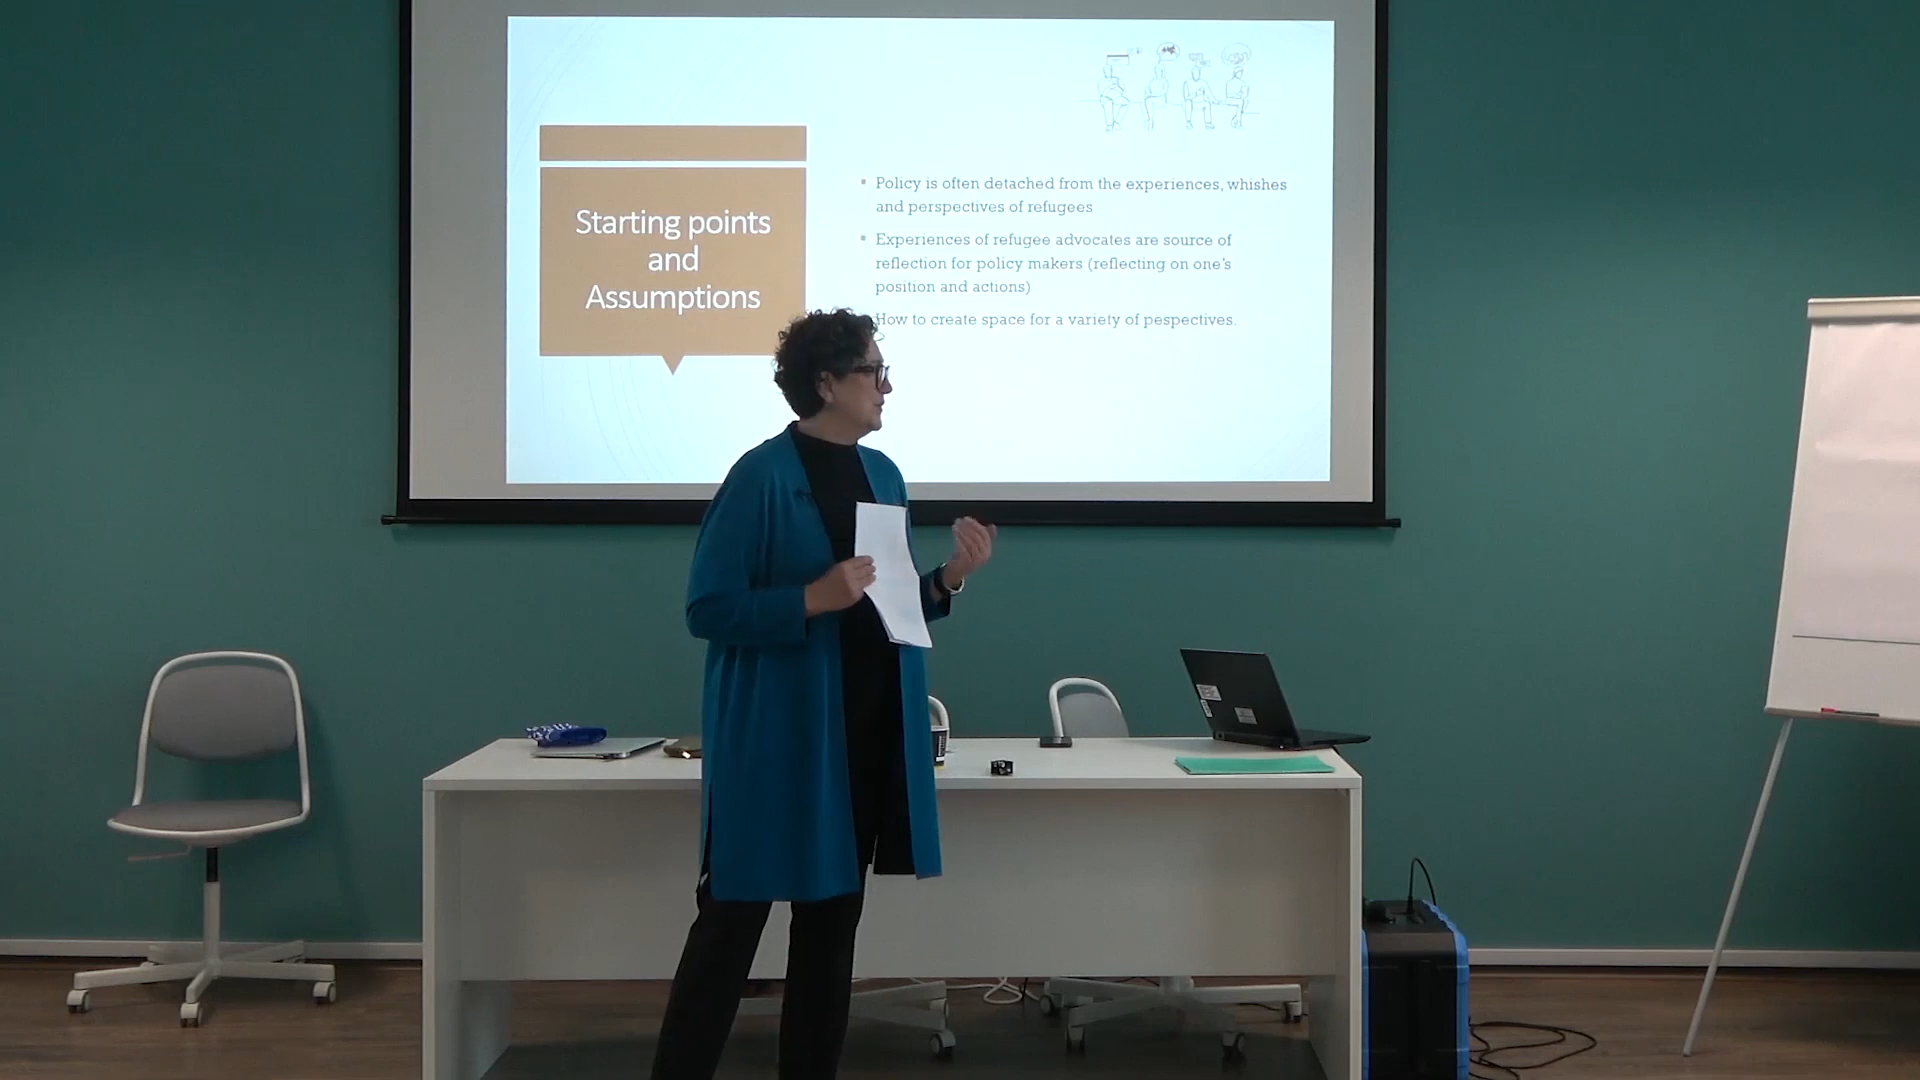 Starting points
and
Assumptions
Policy is often detached from the experiences, whishes
and perspectives of refugees
Experiences of refugee advocates are source of
reflection for policy makers (reflecting on one's
position and actions)
How to create space for a variety of pespectives.